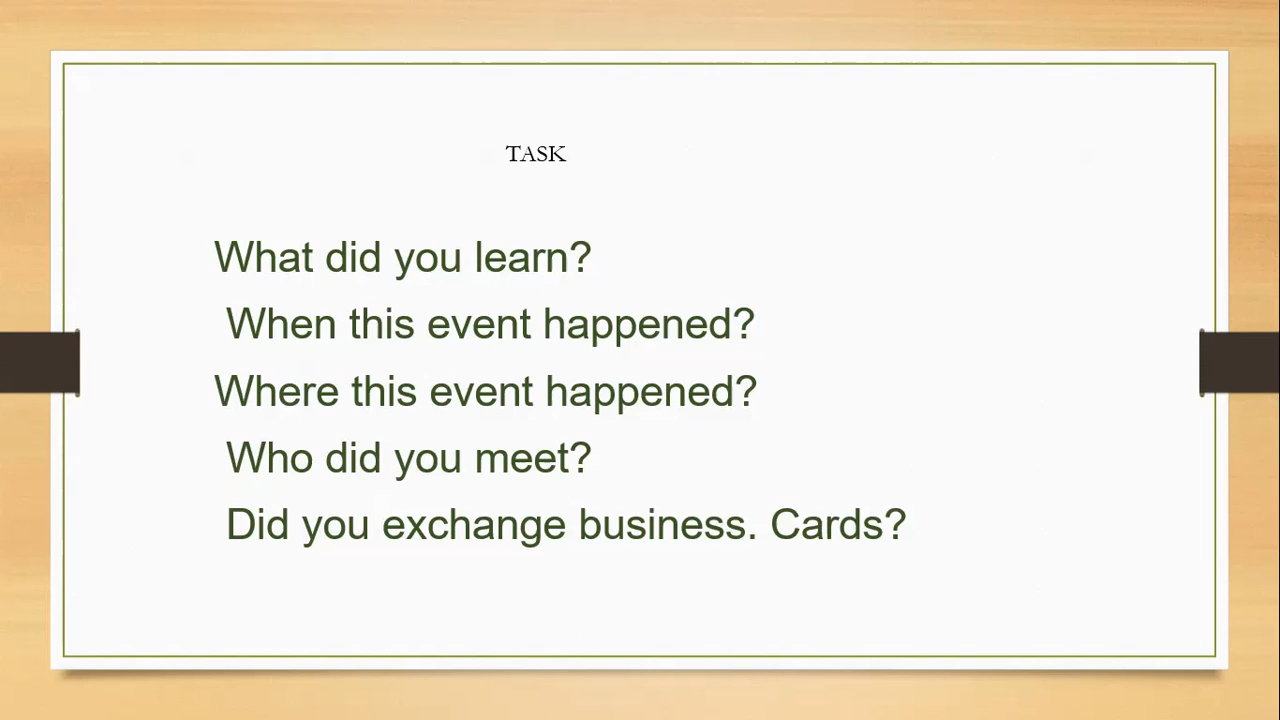 TASK
What did you learn?
When this event happened?
Where this event happened?
Who did you meet?
Did you exchange business. Cards?